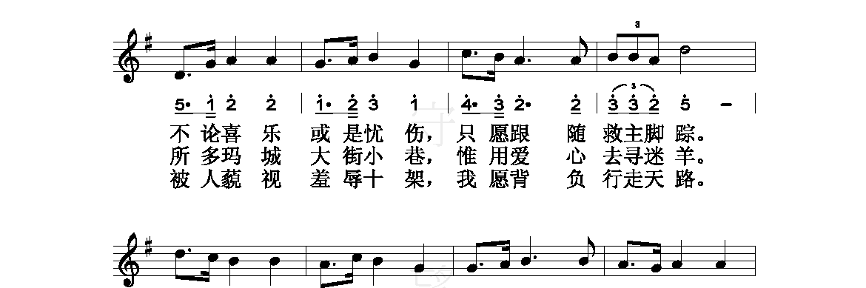 3
5· 1 2 2 1· 2 3 1 4· 3 2· 2 3 3 2 5 –
不 论喜 乐 或 是忧 伤，只 愿跟 随 救主脚 踪。
所 多玛 城 大 街小 巷，惟 用爱 心 去寻迷 羊。
被 人藐 视 羞 辱十 架，我 愿背 负 行走天 路。